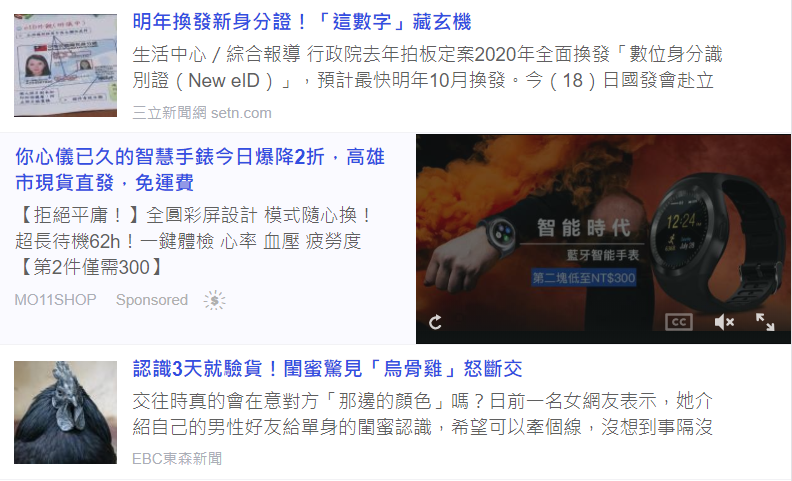 明年換發新身分證！「這數字」藏玄機
生活中心／綜合報導 行政院去年拍板定案2020年全面換發「數位身分識
別證（New eID）」，預計最快明年10月換發。今（18）日國發會赴立
三立新聞網 setn.com
你心儀已久的智慧手錶今日爆降2折，高雄
市現貨直發，免運費
【拒絕平庸！】全圓彩屏設計 模式隨心換！
超長待機62h！一鍵體檢 心率 血壓 疲勞度
【第2件僅需300】
MO11SHOP Sponsored
智能時代
藍牙智能手表
第二塊低至NT$300
12:24
CC
認識3天就驗貨！閨蜜驚見「烏骨雞」怒斷交
交往時真的會在意對方「那邊的顏色」嗎？日前一名女網友表示，她介
紹自己的男性好友給單身的閨蜜認識，希望可以牽個線，沒想到事隔沒
EBC東森新聞